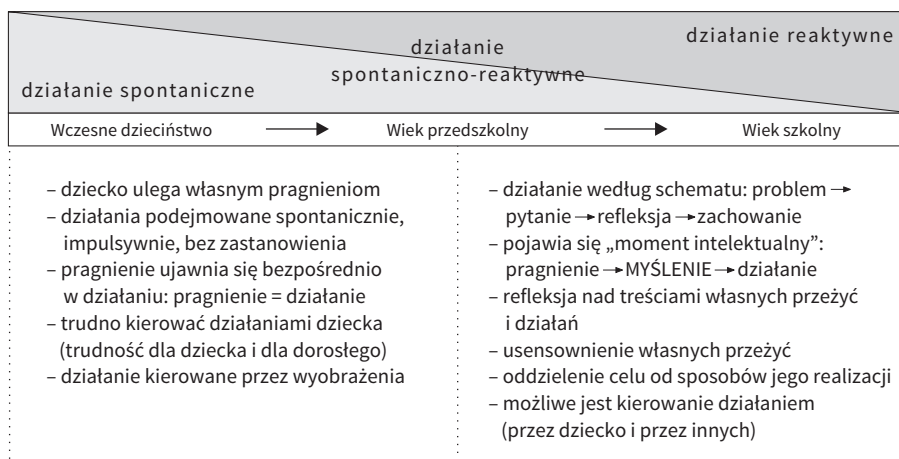 działanie reaktywne
działanie
spontaniczno-reaktywne
działanie spontaniczne
Wczesne dzieciństwo → Wiek przedszkolny → Wiek szkolny
– dziecko ulega własnym pragnieniom
– działania podejmowane spontanicznie,
impulsywnie, bez zastanowienia
– pragnienie ujawnia się bezpośrednio
w działaniu: pragnienie = działanie
– trudno kierować działaniami dziecka
(trudność dla dziecka i dla dorosłego)
– działanie kierowane przez wyobrażenia
– działanie według schematu: problem →
pytanie → refleksja → zachowanie
– pojawia się „moment intelektualny”:
pragnienie → MYŚLENIE → działanie
– refleksja nad treściami własnych przeżyć
i działań
– usensownienie własnych przeżyć
– oddzielenie celu od sposobów jego realizacji
– możliwe jest kierowanie działaniem
(przez dziecko i przez innych)